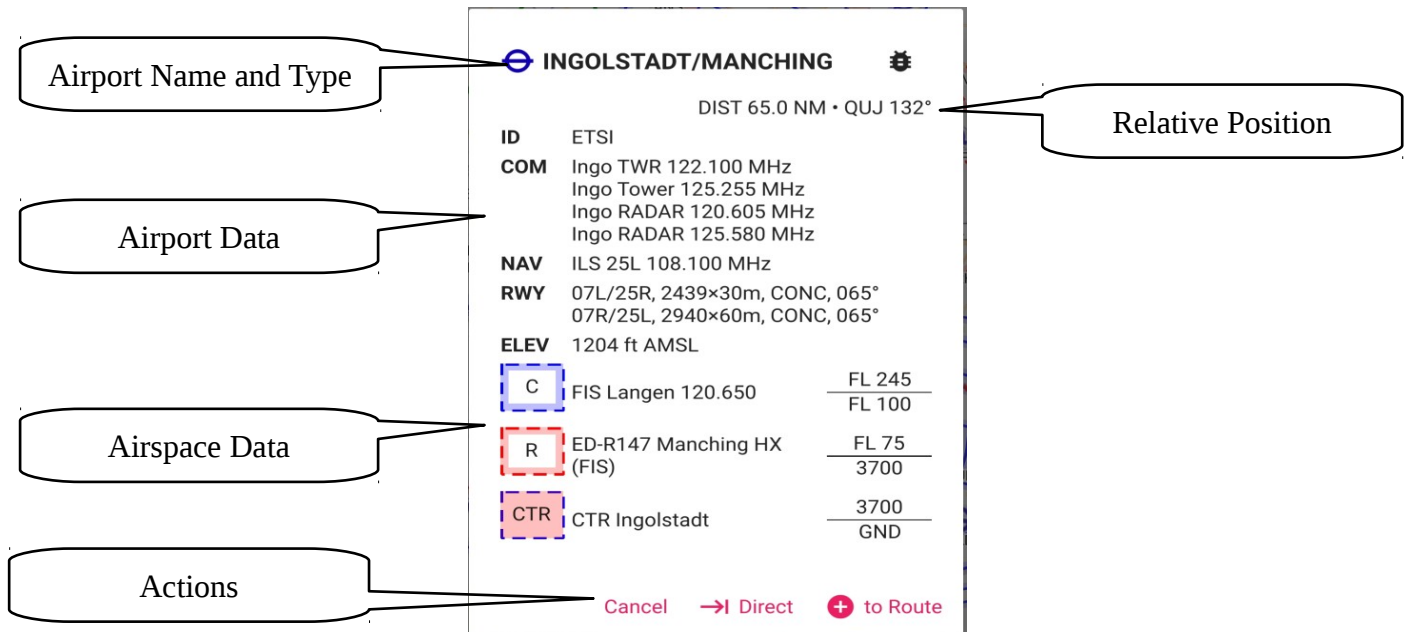 Airport Name and Type
INGOLSTADT/MANCHING
DIST 65.0 NM • QUJ 132°
Relative Position
ID ETSI
COM Ingo TWR 122.100 MHz
Ingo Tower 125.255 MHz
Ingo RADAR 120.605 MHz
Ingo RADAR 125.580 MHz
Airport Data
NAV ILS 25L 108.100 MHz
RWY 07L/25R, 2439×30m, CONC, 065°
07R/25L, 2940×60m, CONC, 065°
ELEV 1204 ft AMSL
C FIS Langen 120.650 FL 245
FL 100
Airspace Data
R ED-R147 Manching HX FL 75
(FIS) 3700
CTR CTR Ingolstadt 3700
GND
Actions
Cancel Direct to Route